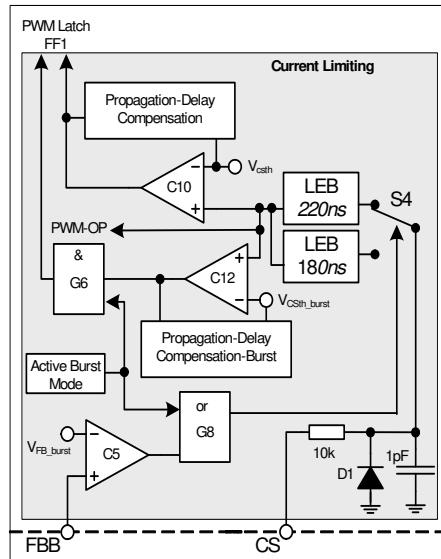 PWM Latch
FF1
Current Limiting
Propagation-Delay
Compensation
C10
Vcsth
LEB
220ns
S4
PWM-OP
LEB
180ns
&
G6
C12
VCSth_burst
Propagation-Delay
Compensation-Burst
Active Burst
Mode
or
G8
VFB_burst
C5
10k
D1
1pF
FBB
CS